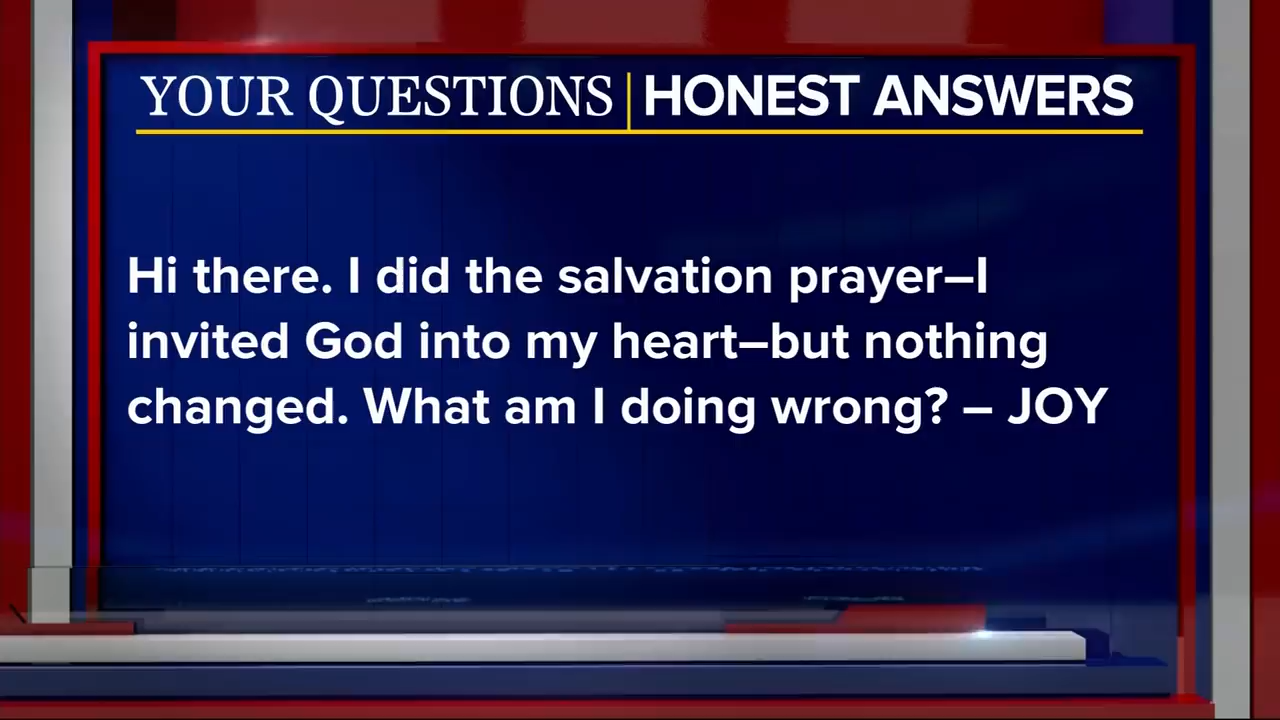 YOUR QUESTIONS | HONEST ANSWERS
Hi there. I did the salvation prayer–I
invited God into my heart–but nothing
changed. What am I doing wrong? – JOY